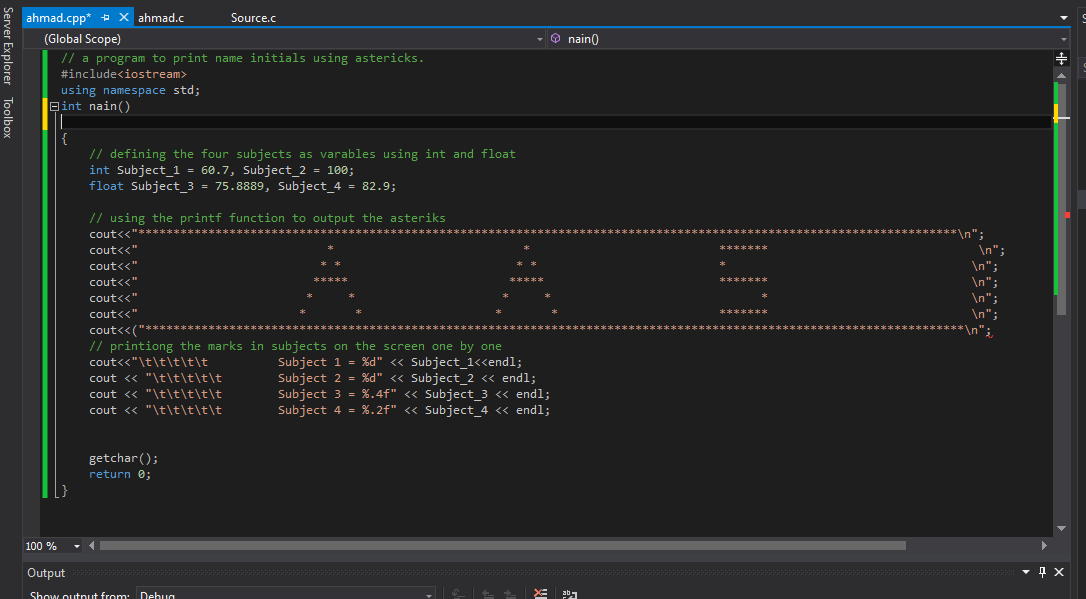 Server Explorer
Toolbox
ahmad.cpp* ahmad.c Source.c
(Global Scope) nain()
// a program to print name initials using astericks.
#include<iostream>
using namespace std;
int nain()
{
// defining the four subjects as varables using int and float
int Subject_1 = 60.7, Subject_2 = 100;
float Subject_3 = 75.8889, Subject_4 = 82.9;
// using the printf function to output the asteriks
cout<<"*********************************************************************************************************************\n";
cout<<"                           *                           *                           *******                              \n";
cout<<"                          * *                         * *                          *                                   \n";
cout<<"                         *****                       *****                         *******                             \n";
cout<<"                        *     *                     *     *                              *                             \n";
cout<<"                       *       *                   *       *                       *******                             \n";
cout<<("*********************************************************************************************************************\n";
// printiong the marks in subjects on the screen one by one
cout<<"\t\t\t\t\t          Subject 1 = %d" << Subject_1<<endl;
cout << "\t\t\t\t\t        Subject 2 = %d" << Subject_2 << endl;
cout << "\t\t\t\t\t        Subject 3 = %.4f" << Subject_3 << endl;
cout << "\t\t\t\t\t        Subject 4 = %.2f" << Subject_4 << endl;
getchar();
return 0;
}
100 %
Output
Show output from: Debug